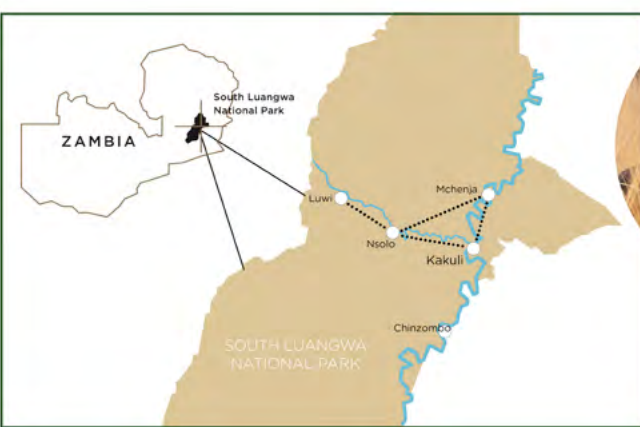 South Luangwa
National Park
ZAMBIA
Luwi
Mchenja
Nsolo
Kakuli
Chinzombo
SOUTH LUANGWA
NATIONAL PARK